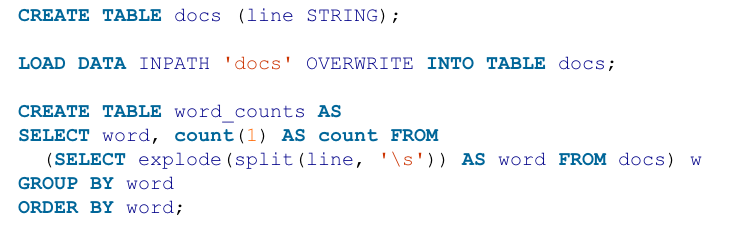 CREATE TABLE docs (line STRING);
LOAD DATA INPATH 'docs' OVERWRITE INTO TABLE docs;
CREATE TABLE word_counts AS
SELECT word, count(1) AS count FROM
(SELECT explode(split(line, '\s')) AS word FROM docs) w
GROUP BY word
ORDER BY word;